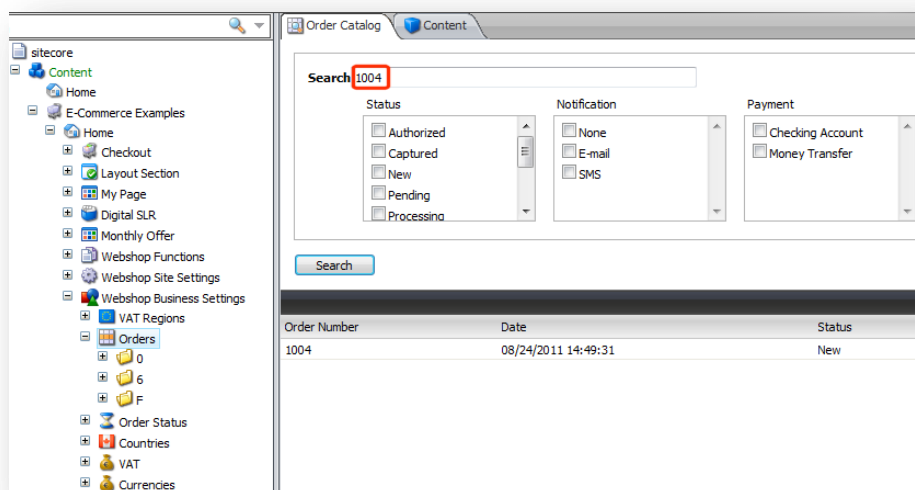 Order Catalog Content
sitecore
Content
Home
E-Commerce Examples
Home
Checkout
Layout Section
My Page
Digital SLR
Monthly Offer
Webshop Functions
Webshop Site Settings
Webshop Business Settings
VAT Regions
Orders
0
6
F
Order Status
Countries
VAT
Currencies
Search 1004
Status Notification Payment
Authorized None Checking Account
Captured E-mail Money Transfer
New SMS
Pending
Processing
Search
Order Number Date Status
1004 08/24/2011 14:49:31 New